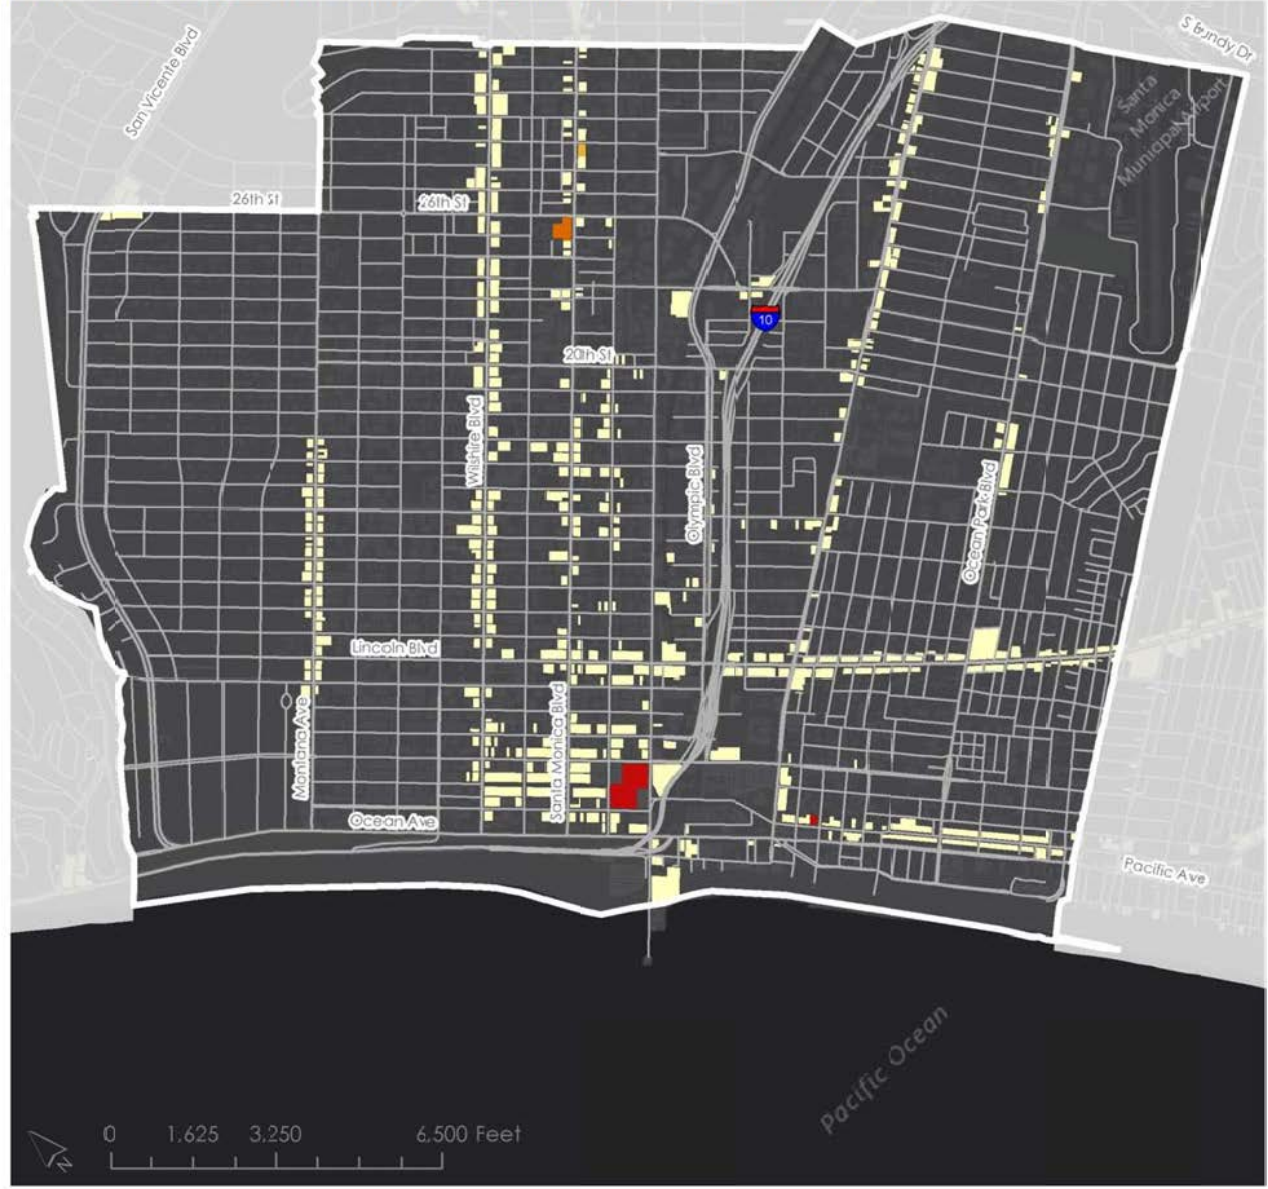 San Vicente Blvd
S Bundy Dr
Santa
Monica
Municipal Airport
26th St
26th St
10
20th St
Wilshire Blvd
Olympic Blvd
Ocean Park Blvd
Lincoln Blvd
Montana Ave
Santa Monica Blvd
Ocean Ave
Pacific Ave
Pacific Ocean
0 1,625 3,250 6,500 Feet
N